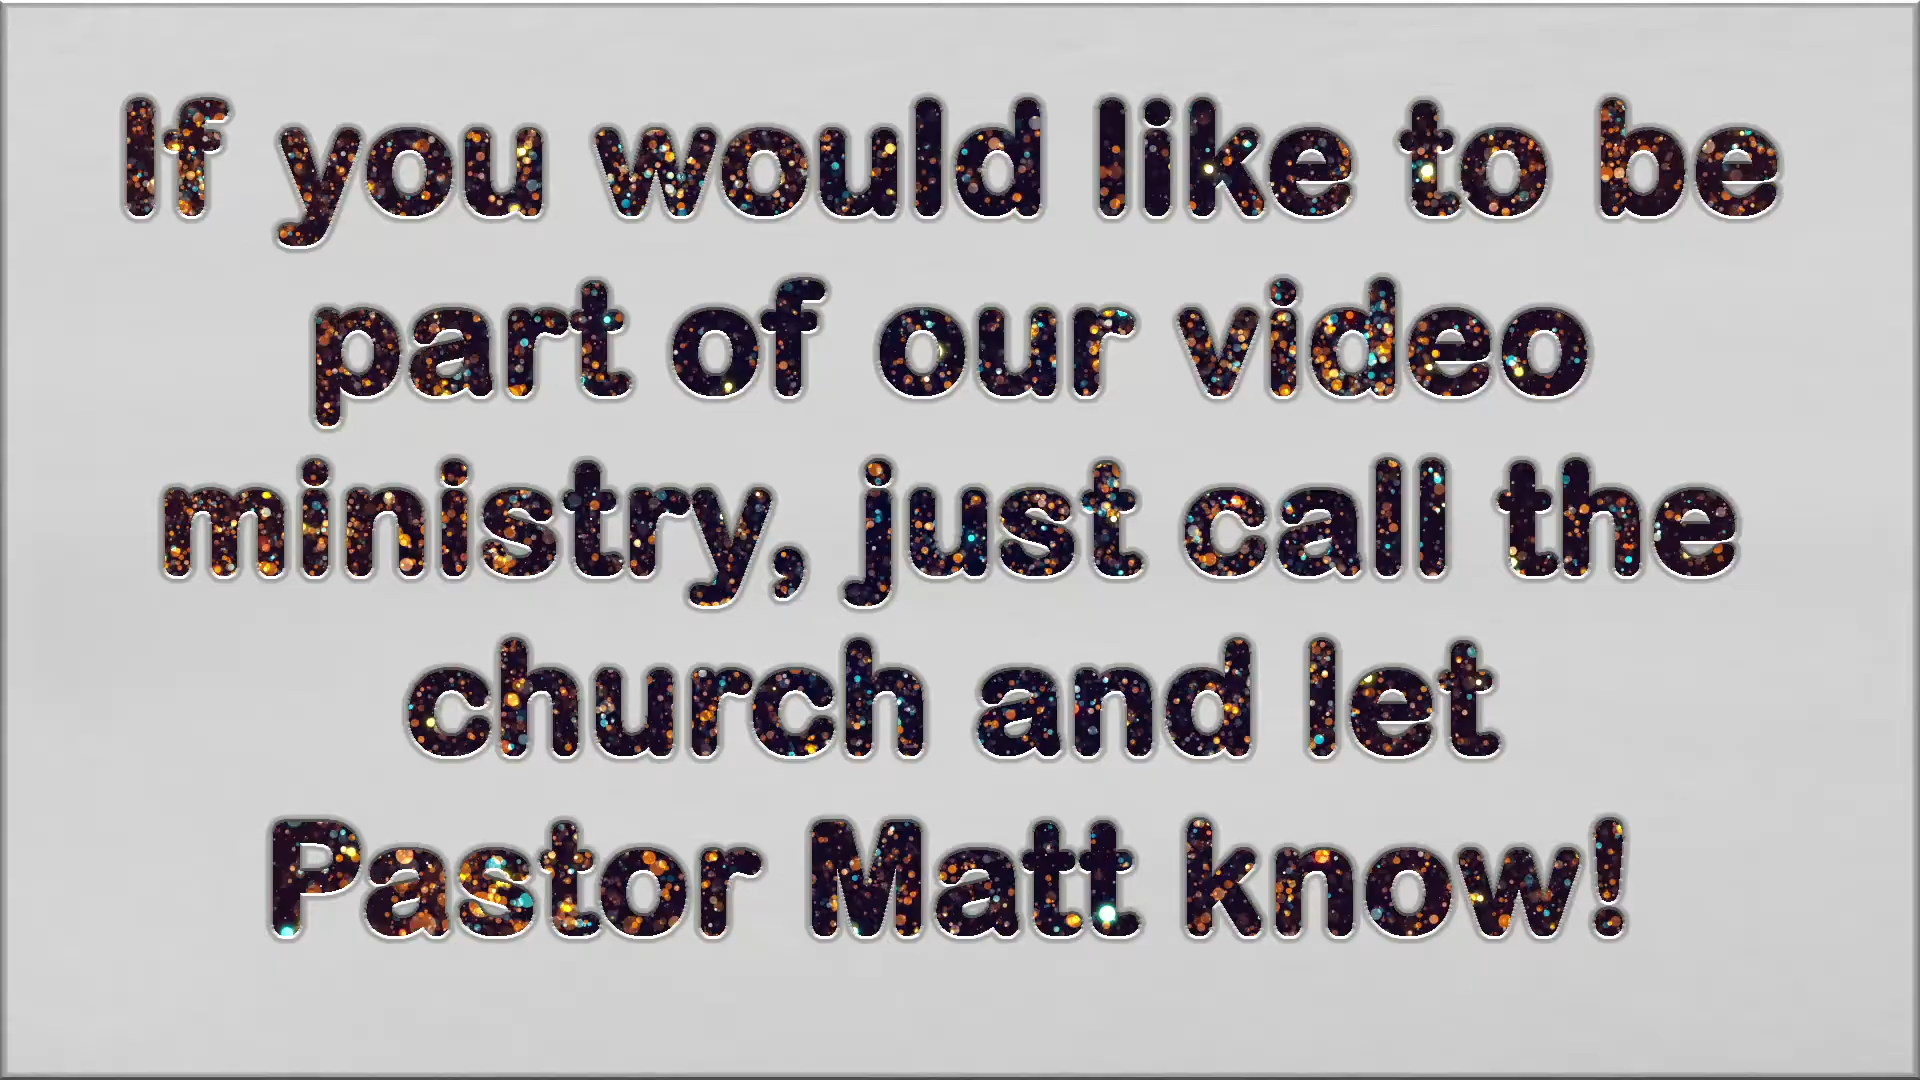 If you would like to be
part of our video
ministry, just call the
church and let
Pastor Matt know!